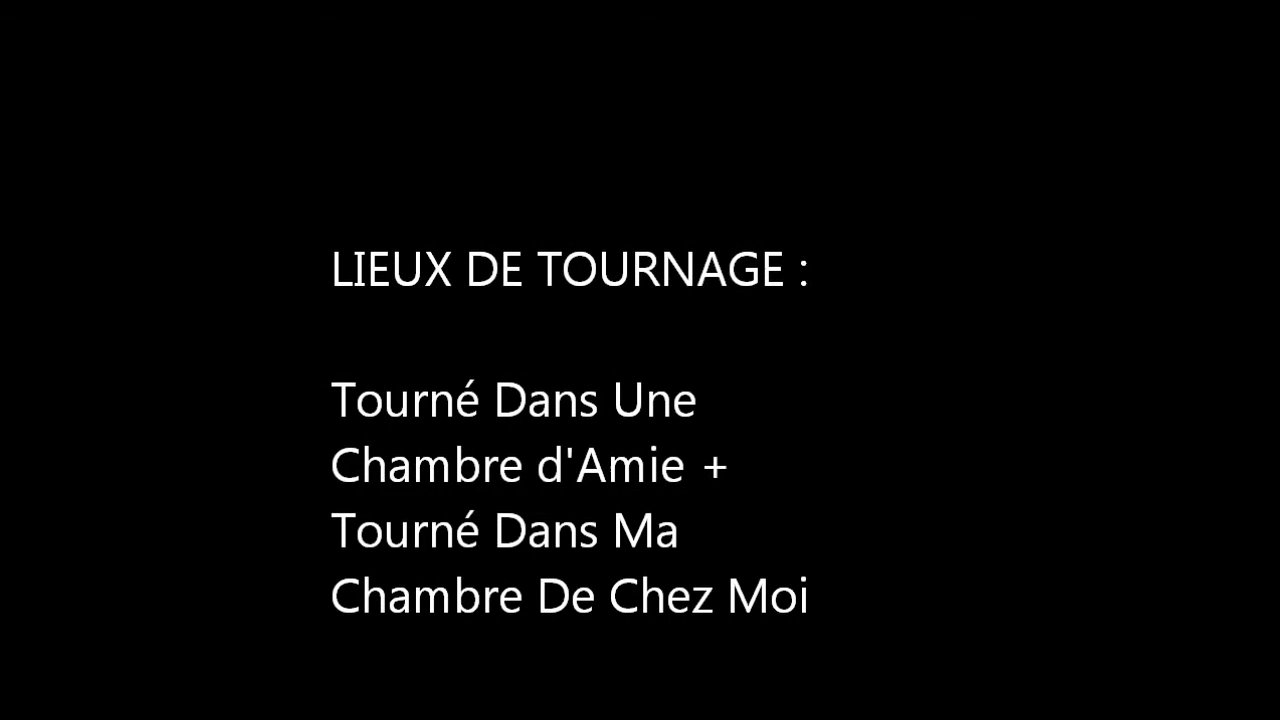 LIEUX DE TOURNAGE :
Tourné Dans Une
Chambre d'Amie +
Tourné Dans Ma
Chambre De Chez Moi